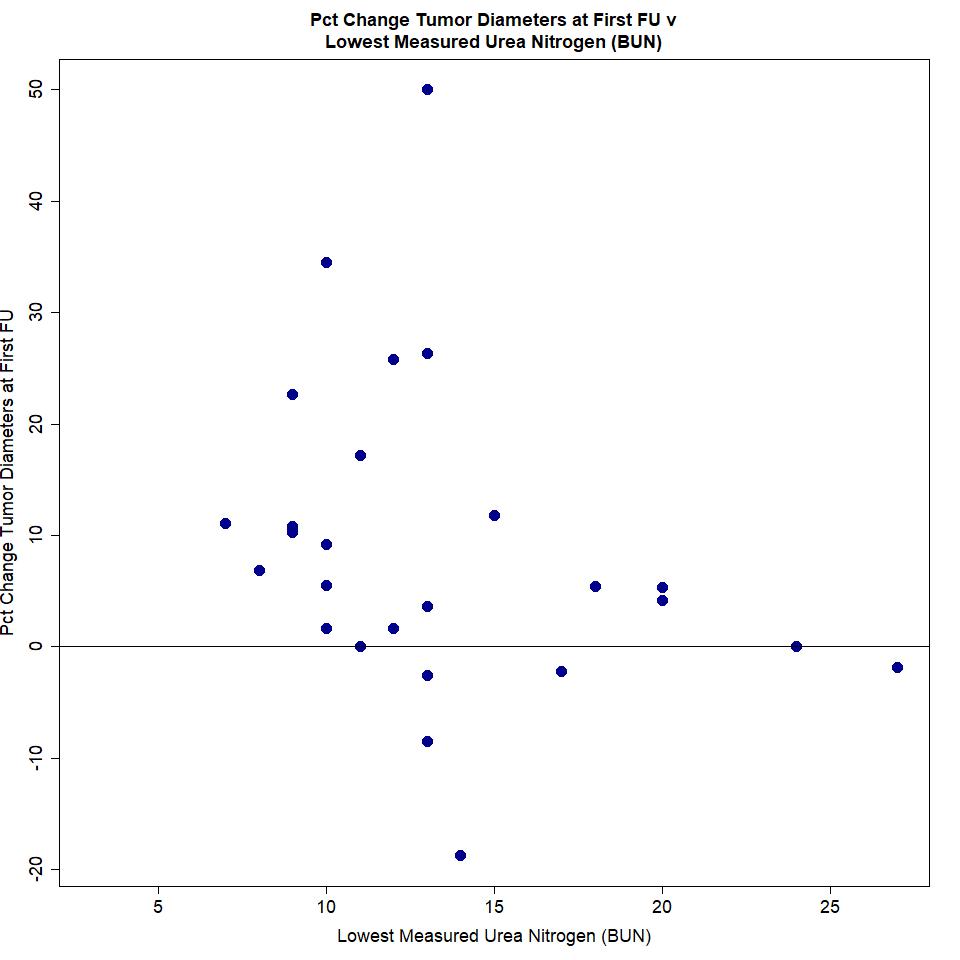 Pct Change Tumor Diameters at First FU v
Lowest Measured Urea Nitrogen (BUN)
Pct Change Tumor Diameters at First FU
50
40
30
20
10
0
-10
-20
5 10 15 20 25
Lowest Measured Urea Nitrogen (BUN)